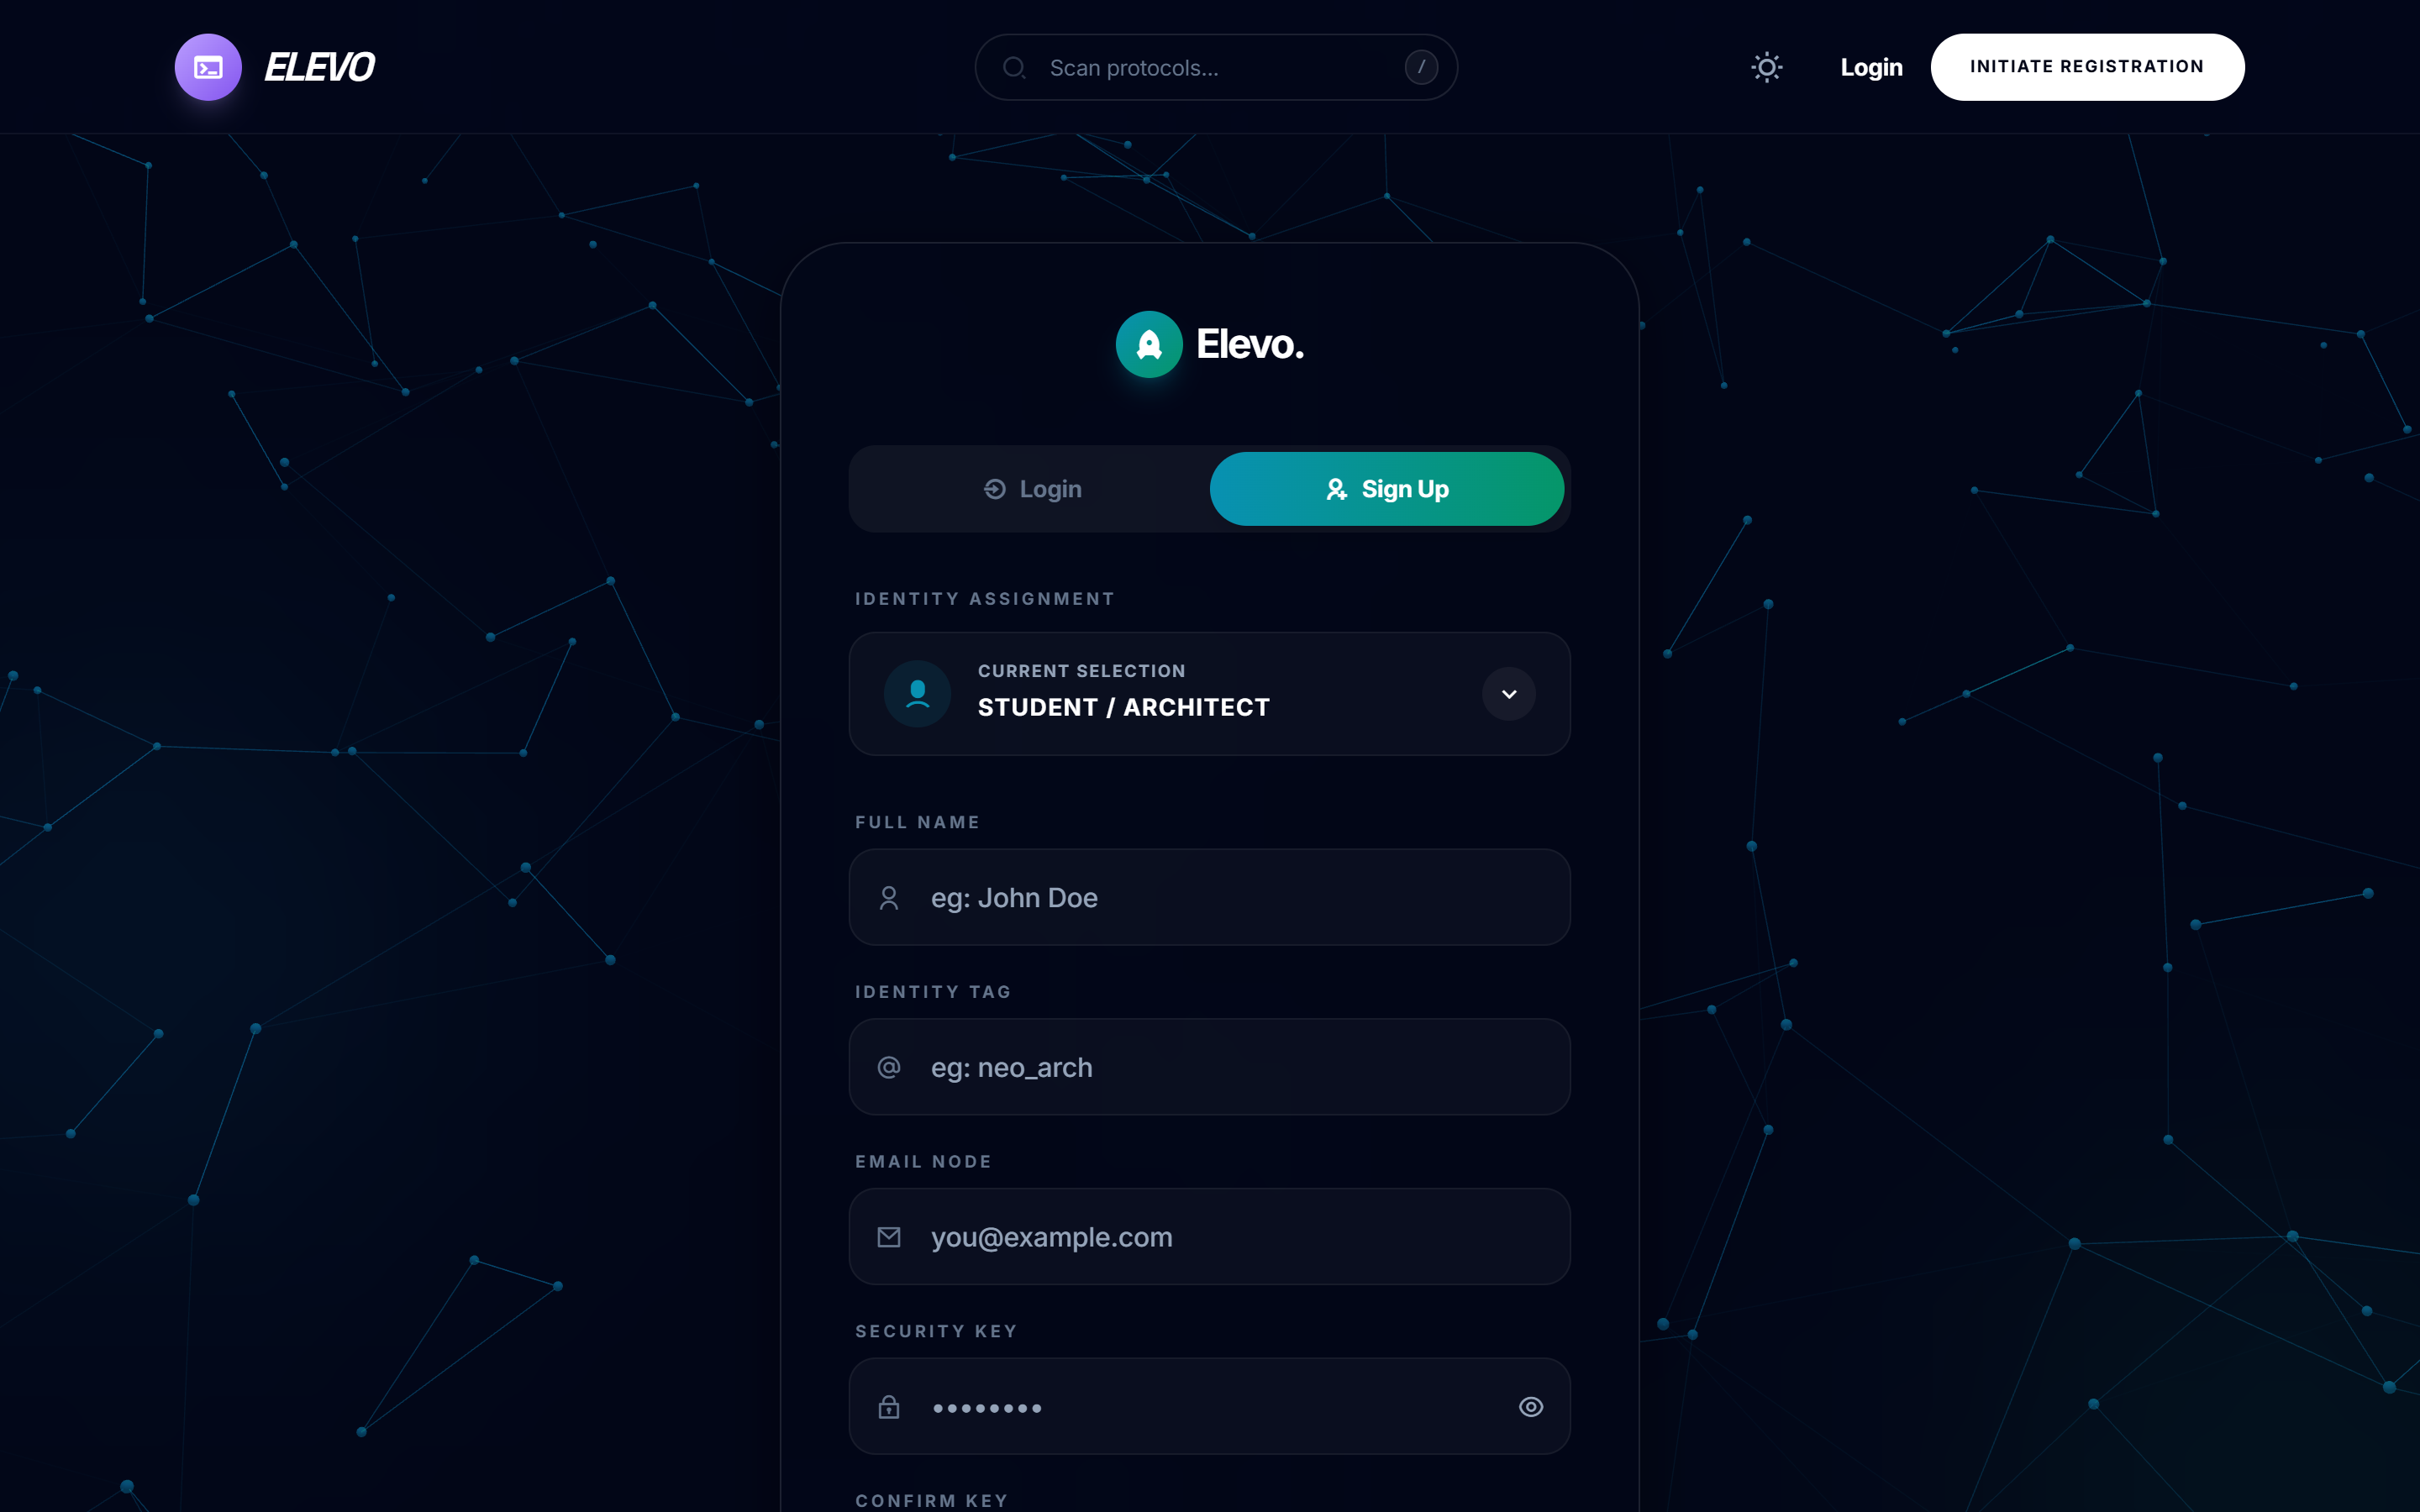 ELEVO
Scan protocols...
/
Login
INITIATE REGISTRATION
Elevo.
Login
Sign Up
IDENTITY ASSIGNMENT
CURRENT SELECTION
STUDENT / ARCHITECT
FULL NAME
eg: John Doe
IDENTITY TAG
@
eg: neo_arch
EMAIL NODE
you@example.com
SECURITY KEY
••••••••
CONFIRM KEY